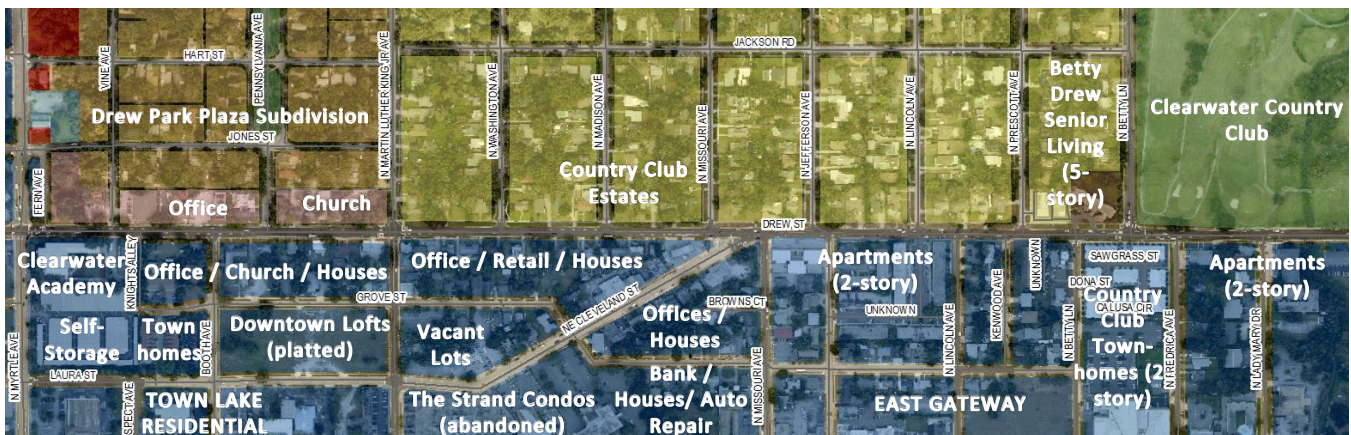 HART ST
JACKSON RD
VINE AVE
PENNSYLVANIA AVE
N MARTIN LUTHER KING JR AVE
N WASHINGTON AVE
N MADISON AVE
N MISSOURI AVE
N JEFFERSON AVE
N LINCOLN AVE
N PRESCOTT AVE
N BETTY LN
Betty
Drew
Senior
Living
(5-
story)
Clearwater Country
Club
Drew Park Plaza Subdivision
JONES ST
Country Club
Estates
FERN AVE
Office
Church
DREW ST
Clearwater
Academy
KNIGHTS ALLEY
Office / Church / Houses
Office / Retail / Houses
Apartments
(2-story)
UNKNOWN
SAWGRASS ST
Apartments
(2-story)
GROVE ST
NE CLEVELAND ST
BROWNS CT
KENWOOD AVE
DONA ST
Country
CALUSA CIR
Club
Town-
homes (2
story)
Self-
Storage
Town
homes
BOOTH AVE
Downtown Lofts
(platted)
Vacant
Lots
Offices /
Houses
UNKNOWN
N LINCOLN AVE
N BETTY LN
N FREDRICA AVE
N LADY MARY DR
N MYRTLE AVE
LAURA ST
SPECT AVE
TOWN LAKE
RESIDENTIAL
The Strand Condos
(abandoned)
Bank /
Houses/ Auto
Repair
N MISSOURI AVE
EAST GATEWAY